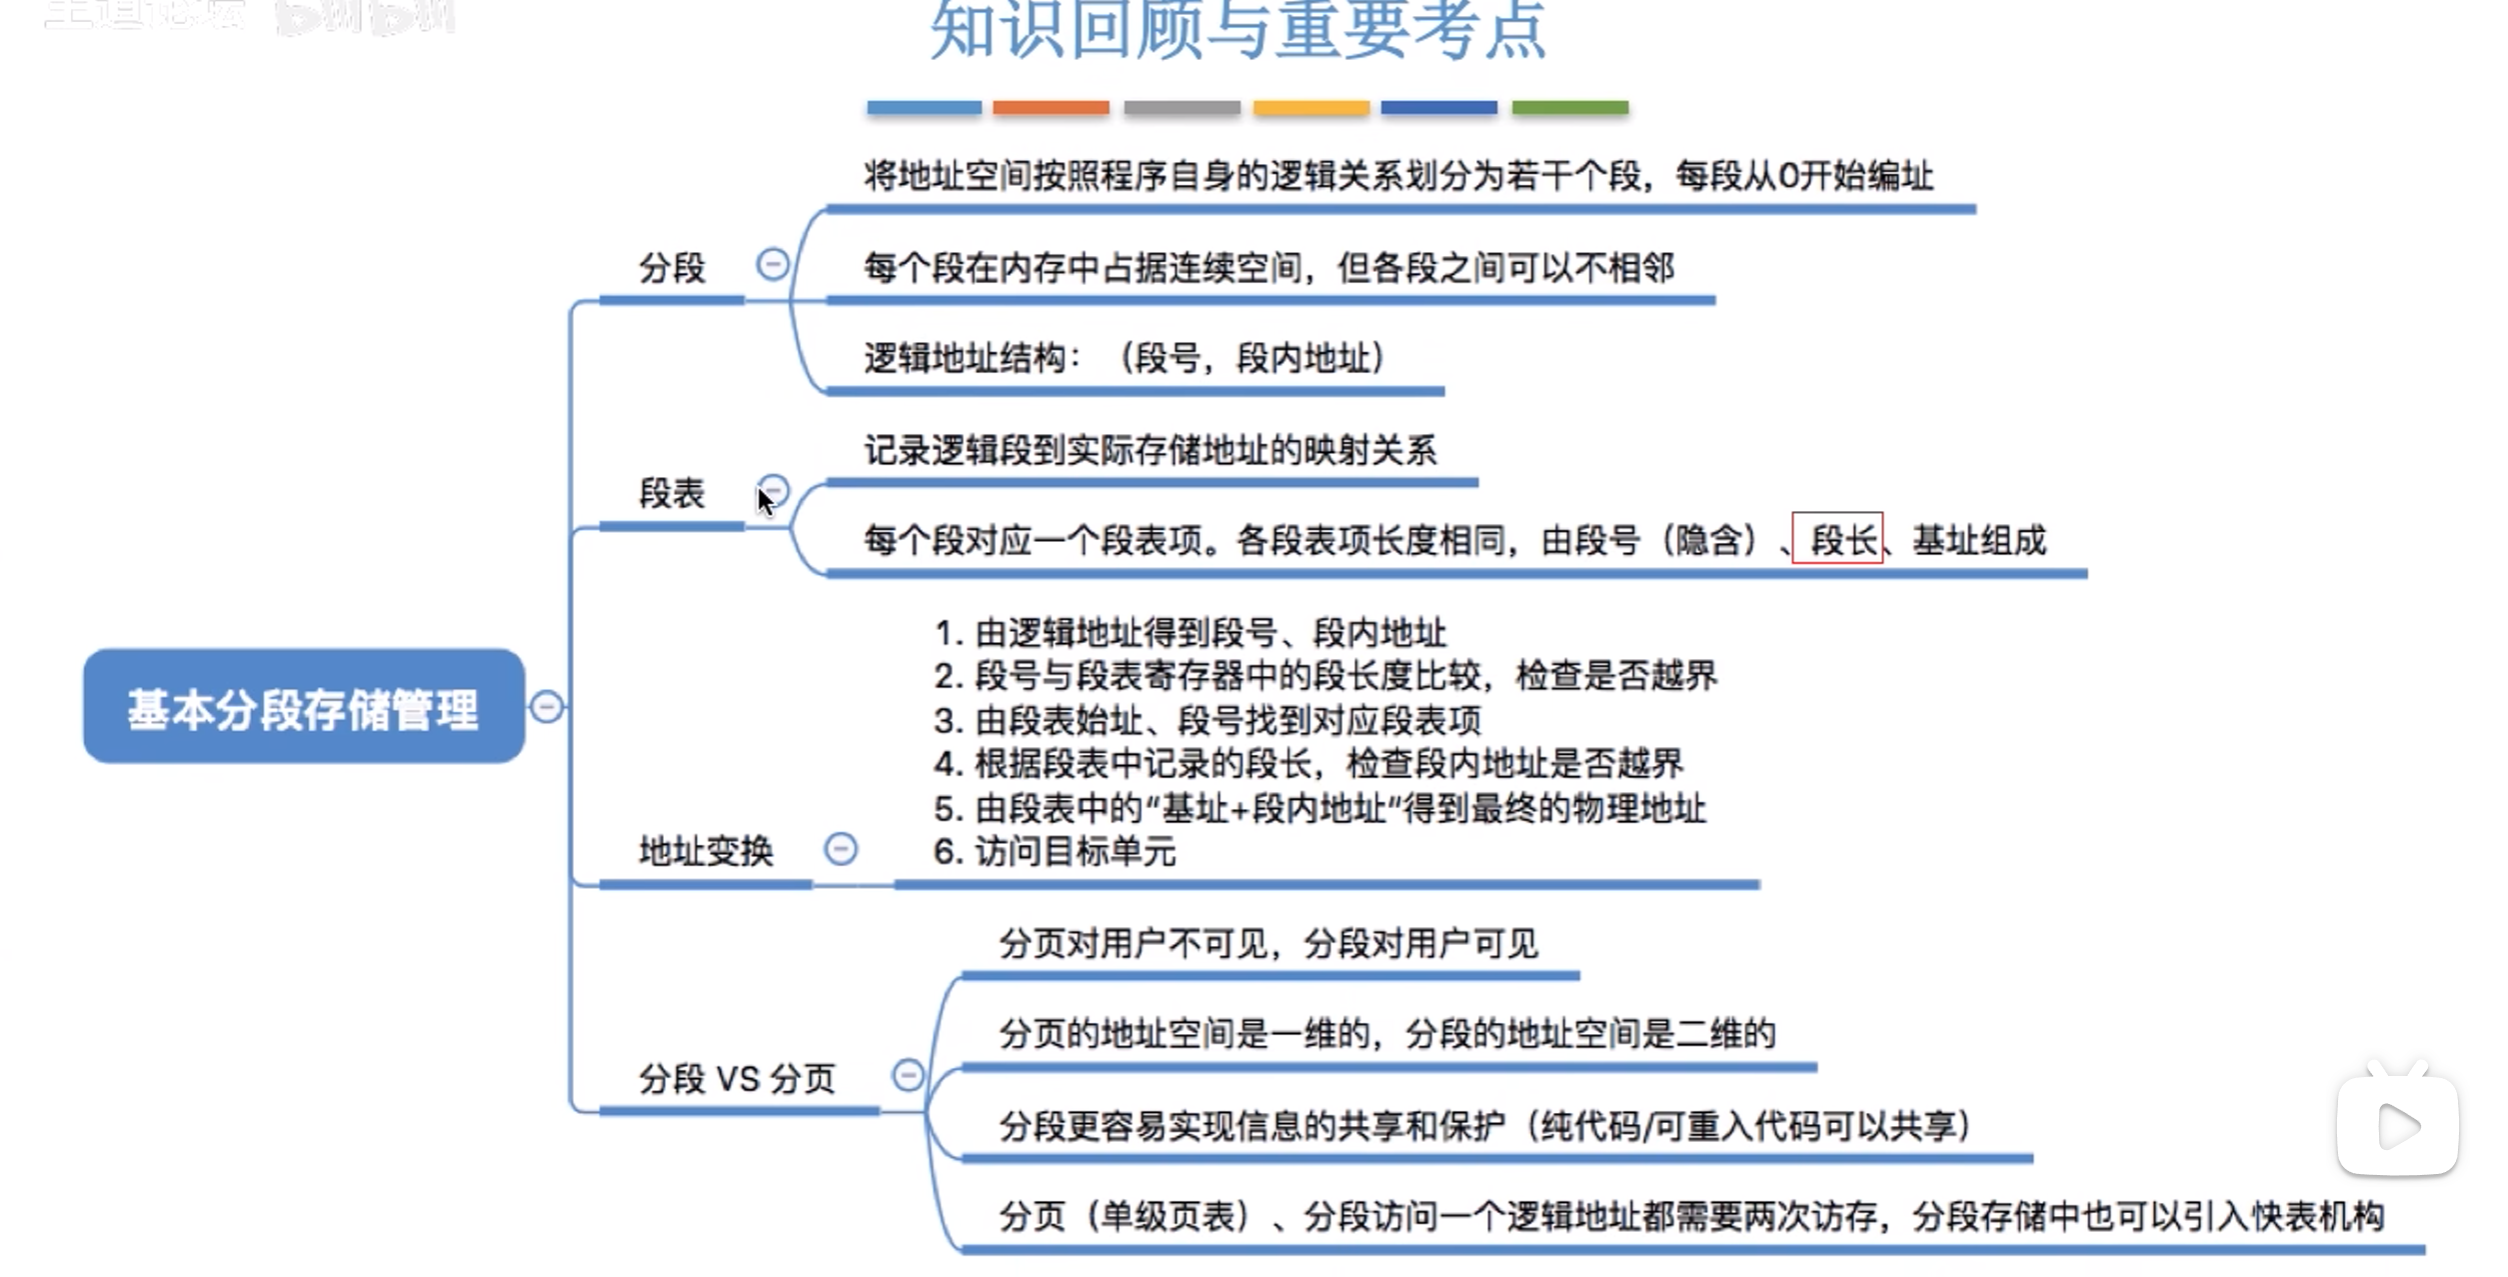 知识回顾与重要考点
将地址空间按照程序自身的逻辑关系划分为若干个段，每段从0开始编址
分段
每个段在内存中占据连续空间，但各段之间可以不相邻
逻辑地址结构：（段号，段内地址）
记录逻辑段到实际存储地址的映射关系
段表
每个段对应一个段表项。各段表项长度相同，由段号（隐含）、段长、基址组成
基本分段存储管理
1. 由逻辑地址得到段号、段内地址
2. 段号与段表寄存器中的段长度比较，检查是否越界
3. 由段表始址、段号找到对应段表项
4. 根据段表中记录的段长，检查段内地址是否越界
5. 由段表中的“基址+段内地址”得到最终的物理地址
6. 访问目标单元
地址变换
分页对用户不可见，分段对用户可见
分页的地址空间是一维的，分段的地址空间是二维的
分段 VS 分页
分段更容易实现信息的共享和保护（纯代码/可重入代码可以共享）
分页（单级页表）、分段访问一个逻辑地址都需要两次访存，分段存储中也可以引入快表机构